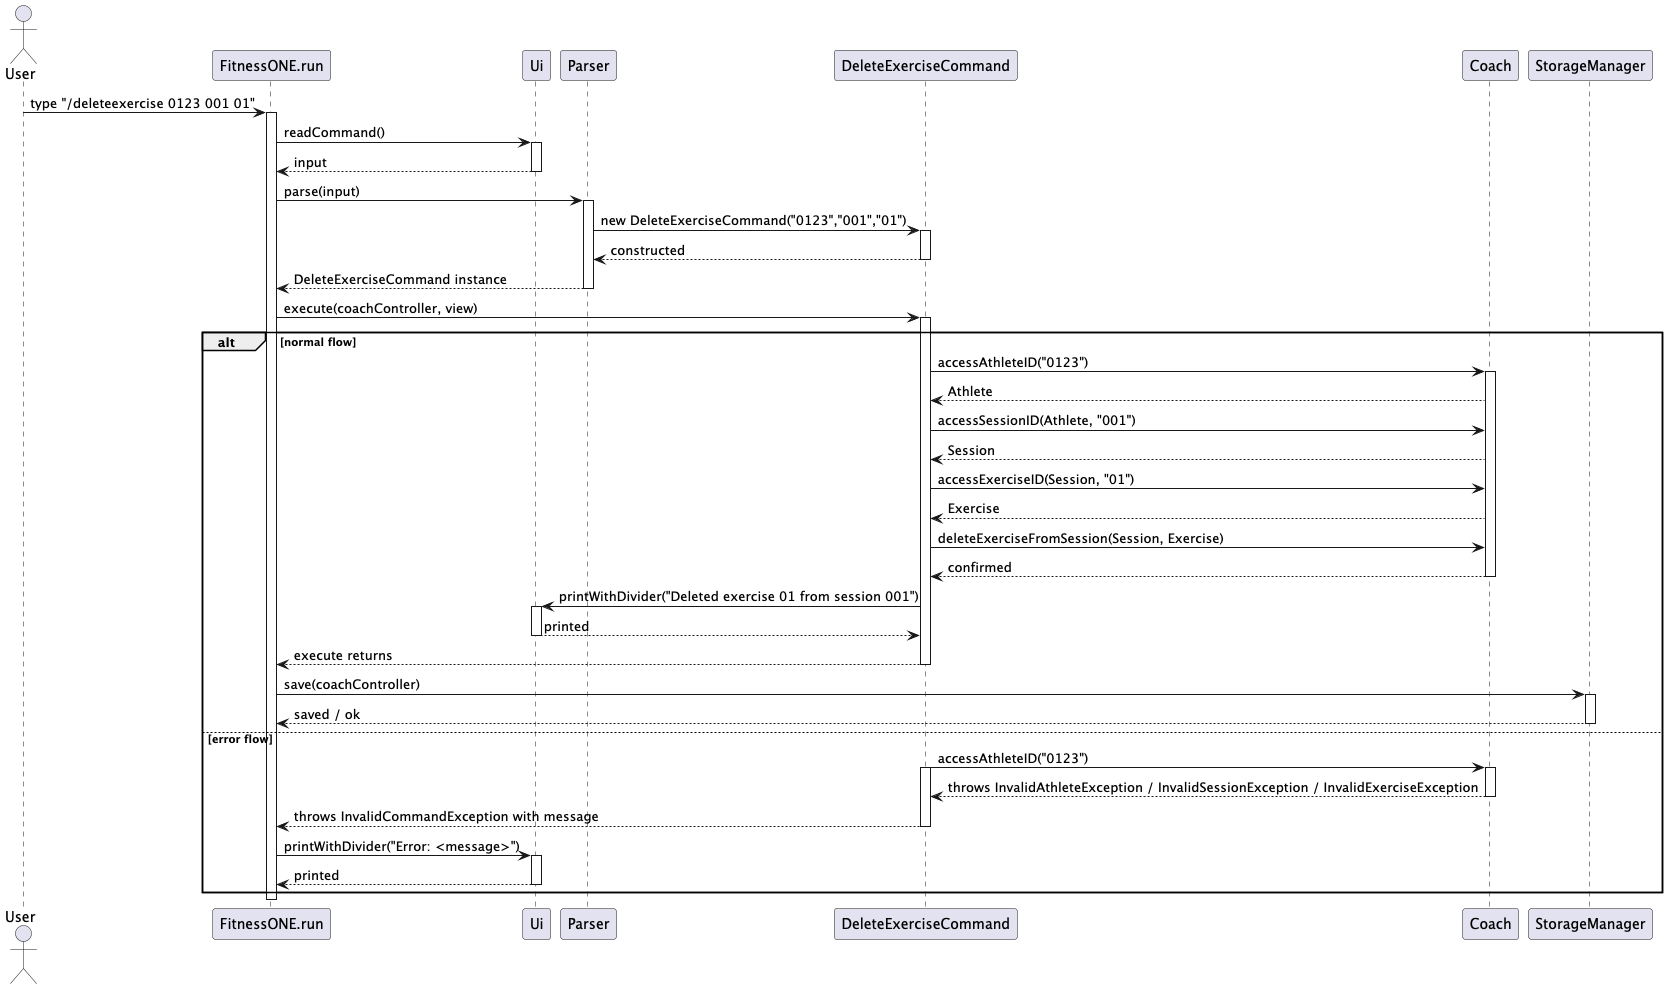 User
FitnessONE.run
Ui
Parser
DeleteExerciseCommand
Coach
StorageManager
type "/deleteexercise 0123 001 01"
readCommand()
input
parse(input)
new DeleteExerciseCommand("0123","001","01")
constructed
DeleteExerciseCommand instance
execute(coachController, view)
alt
[normal flow]
accessAthleteID("0123")
Athlete
accessSessionID(Athlete, "001")
Session
accessExerciseID(Session, "01")
Exercise
deleteExerciseFromSession(Session, Exercise)
confirmed
printWithDivider("Deleted exercise 01 from session 001")
printed
execute returns
save(coachController)
saved / ok
[error flow]
accessAthleteID("0123")
throws InvalidAthleteException / InvalidSessionException / InvalidExerciseException
throws InvalidCommandException with message
printWithDivider("Error: <message>")
printed
User
FitnessONE.run
Ui
Parser
DeleteExerciseCommand
Coach
StorageManager